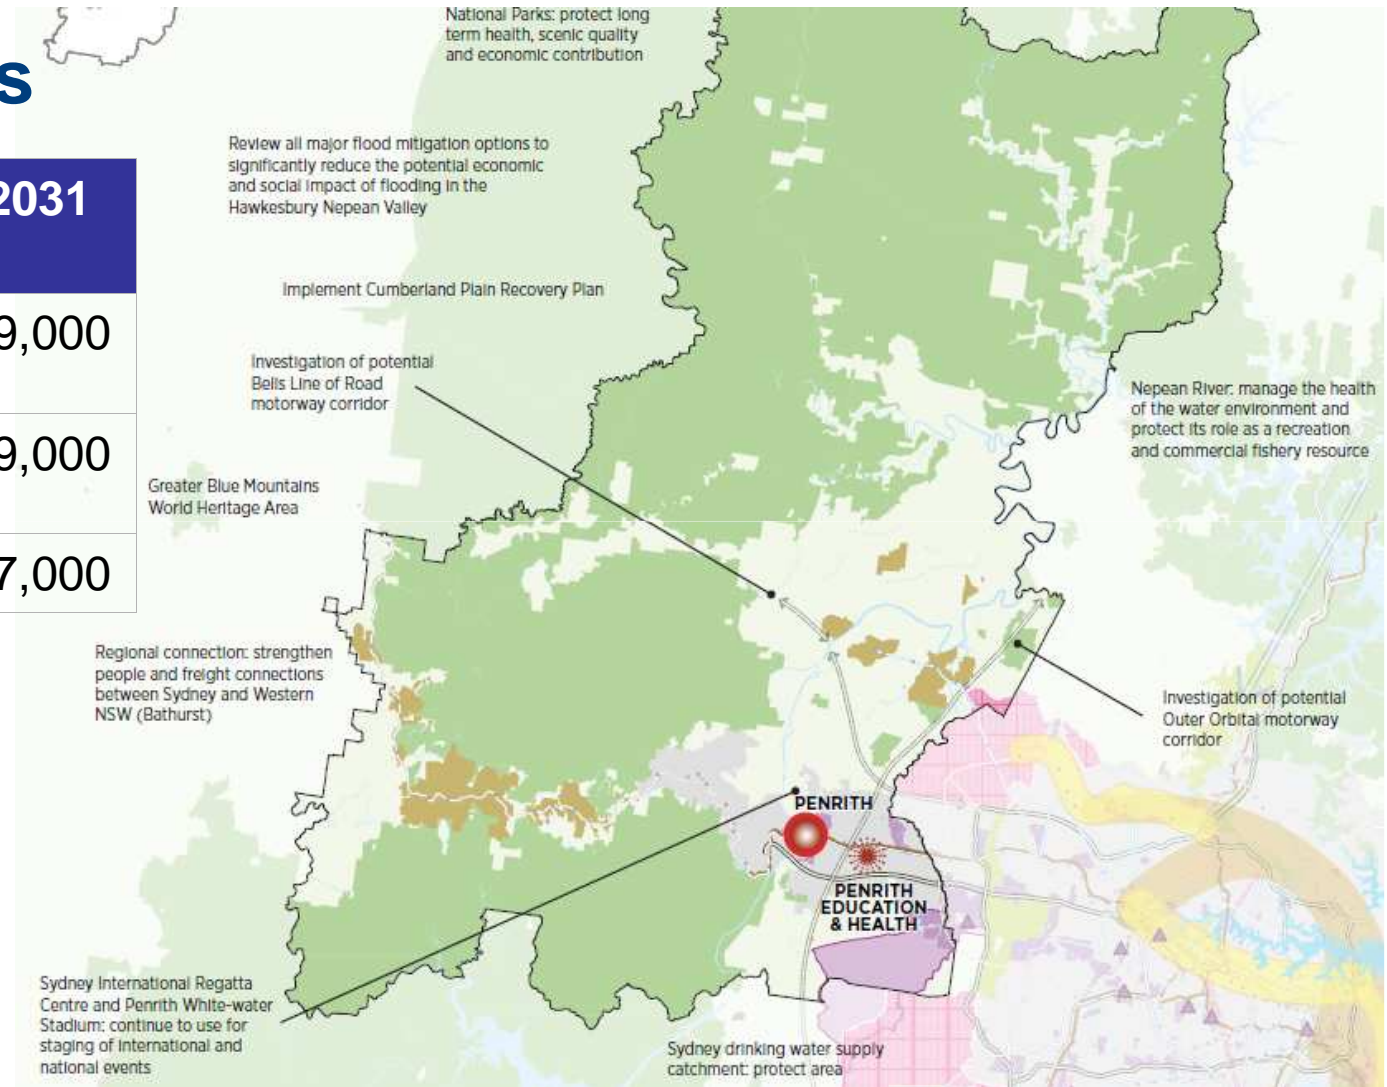 National Parks: protect long
term health, scenic quality
and economic contribution
s
2031
9,000
9,000
7,000
Review all major flood mitigation options to
significantly reduce the potential economic
and social impact of flooding in the
Hawkesbury Nepean Valley
Implement Cumberland Plain Recovery Plan
Investigation of potential
Bells Line of Road
motorway corridor
Nepean River: manage the health
of the water environment and
protect its role as a recreation
and commercial fishery resource
Greater Blue Mountains
World Heritage Area
Regional connection: strengthen
people and freight connections
between Sydney and Western
NSW (Bathurst)
Investigation of potential
Outer Orbital motorway
corridor
PENRITH
PENRITH
EDUCATION
& HEALTH
Sydney International Regatta
Centre and Penrith White-water
Stadium: continue to use for
staging of international and
national events
Sydney drinking water supply
catchment: protect area